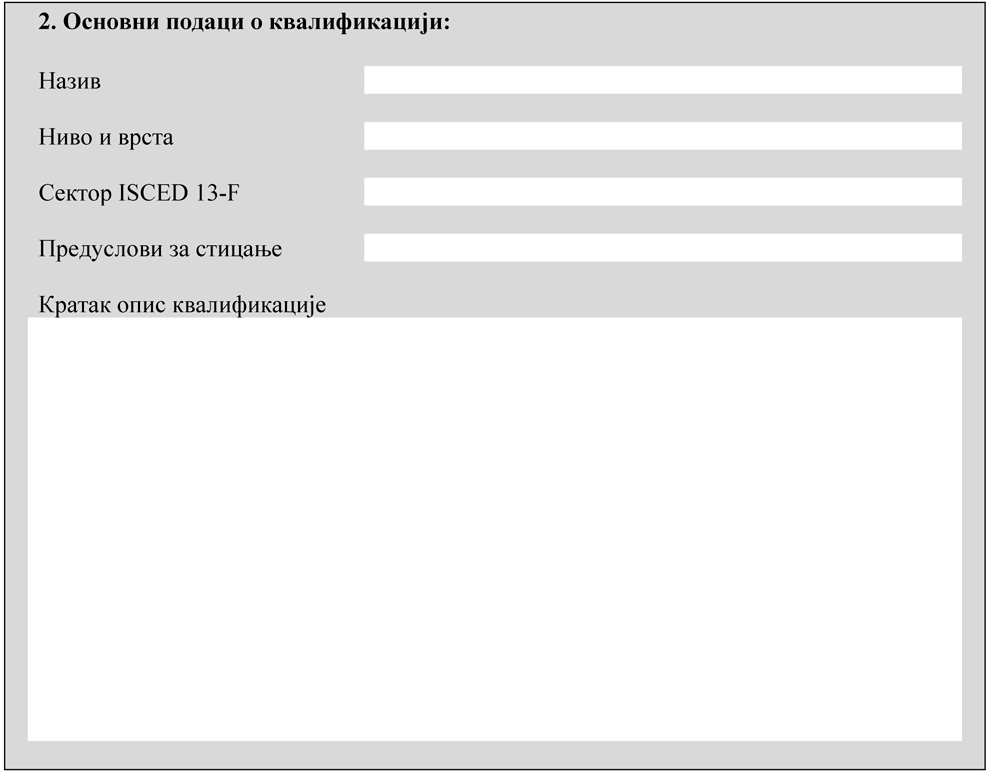 2. Основни подаци о квалификацији:
Назив
Ниво и врста
Сектор ISCED 13-F
Предуслови за стицање
Кратак опис квалификације